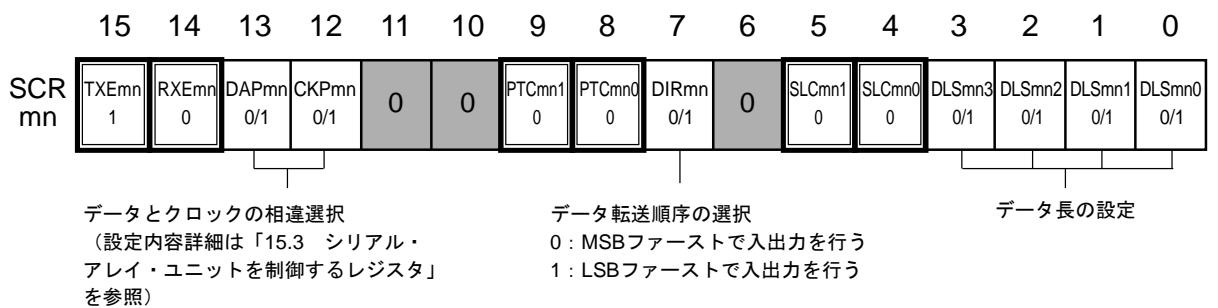 15 14 13 12 11 10 9 8 7 6 5 4 3 2 1 0
SCR
mn
TXEmn RXEmn DAPmn CKPmn 0 0 PTCmn1 PTCmn0 DIRmn 0 SLCmn1 SLCmn0 DLSmn3 DLSmn2 DLSmn1 DLSmn0
1 0 0/1 0/1 0 0 0/1 0 0 0/1 0/1 0/1 0/1
データとクロックの相違選択
(設定内容詳細は「15.3 シリアル・
アレイ・ユニットを制御するレジスタ」
を参照)
データ転送順序の選択
0:MSBファーストで入出力を行う
1:LSBファーストで入出力を行う
データ長の設定